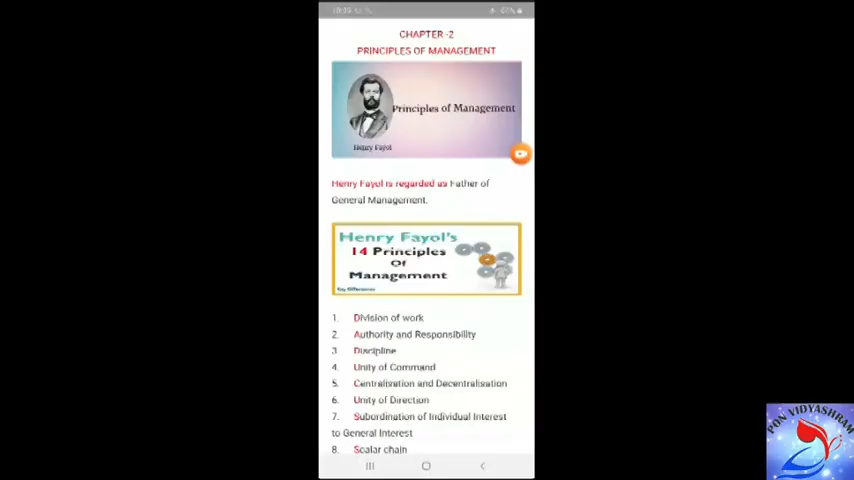 CHAPTER -2
PRINCIPLES OF MANAGEMENT
Principles of Management
Henry Fayol
Henry Fayol is regarded as Father of
General Management.
Henry Fayol's
14 Principles
Of
Management
1. Division of work
2. Authority and Responsibility
3. Discipline
4. Unity of Command
5. Centralisation and Decentralisation
6. Unity of Direction
7. Subordination of Individual Interest
to General Interest
8. Scalar chain
PON VIDYASHRAM